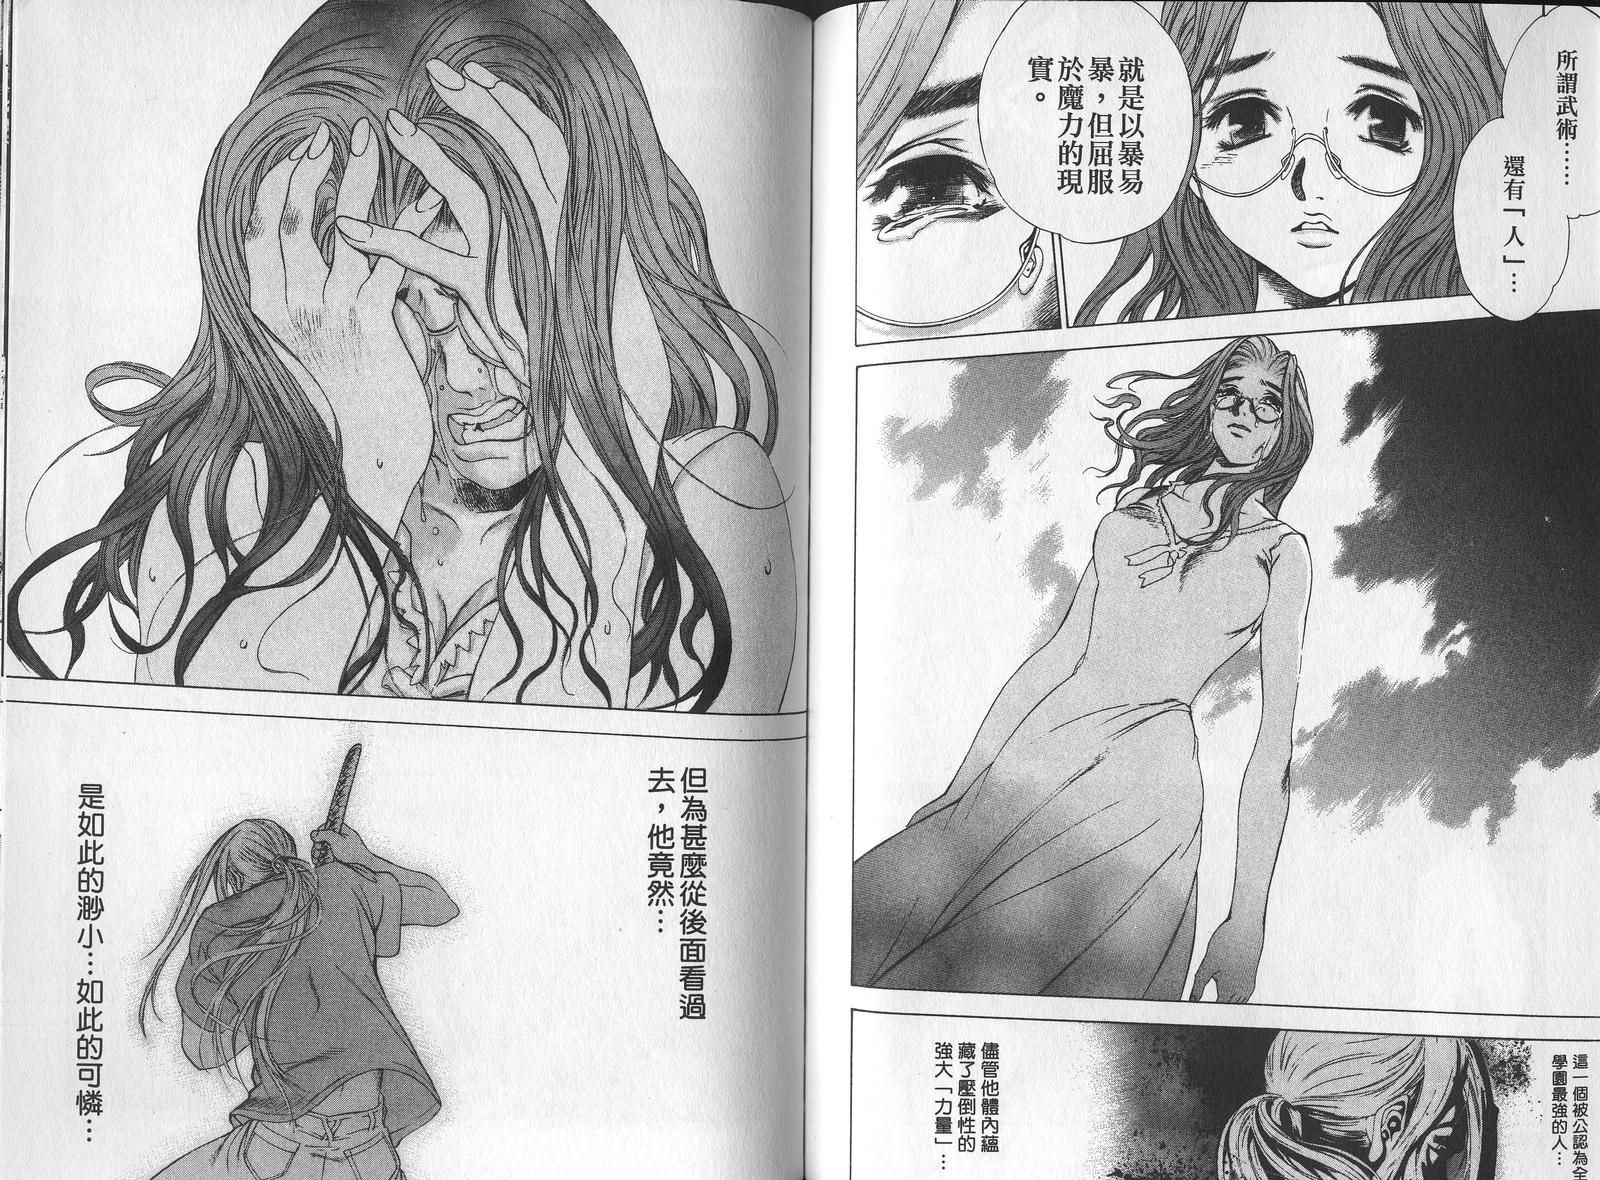 所謂武術……
還有「人」…
就是以暴易
暴，但屈服
於魔力的現
實。
這一個被公認為全
學園最強的人…
儘管他體內蘊
藏了壓倒性的
強大「力量」…
但為甚麼從後面看過
去，他竟然…
是如此的渺小…如此的可憐…